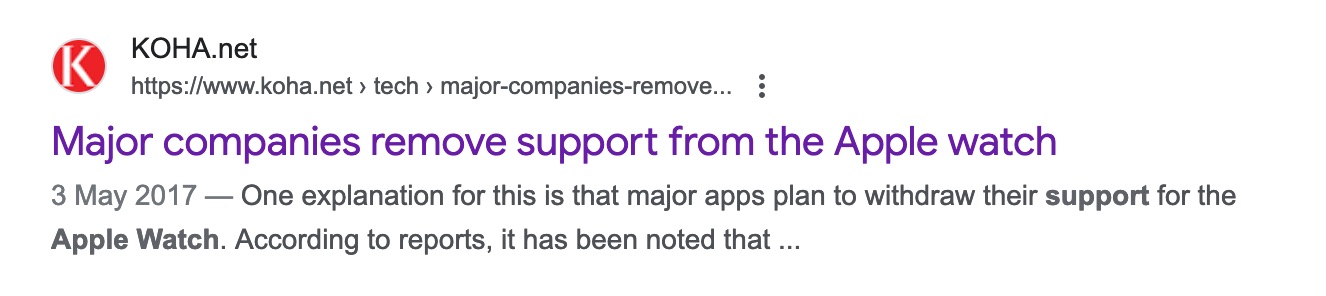 K
KOHA.net
https://www.koha.net › tech › major-companies-remove...
Major companies remove support from the Apple watch
3 May 2017 — One explanation for this is that major apps plan to withdraw their support for the
Apple Watch. According to reports, it has been noted that ...